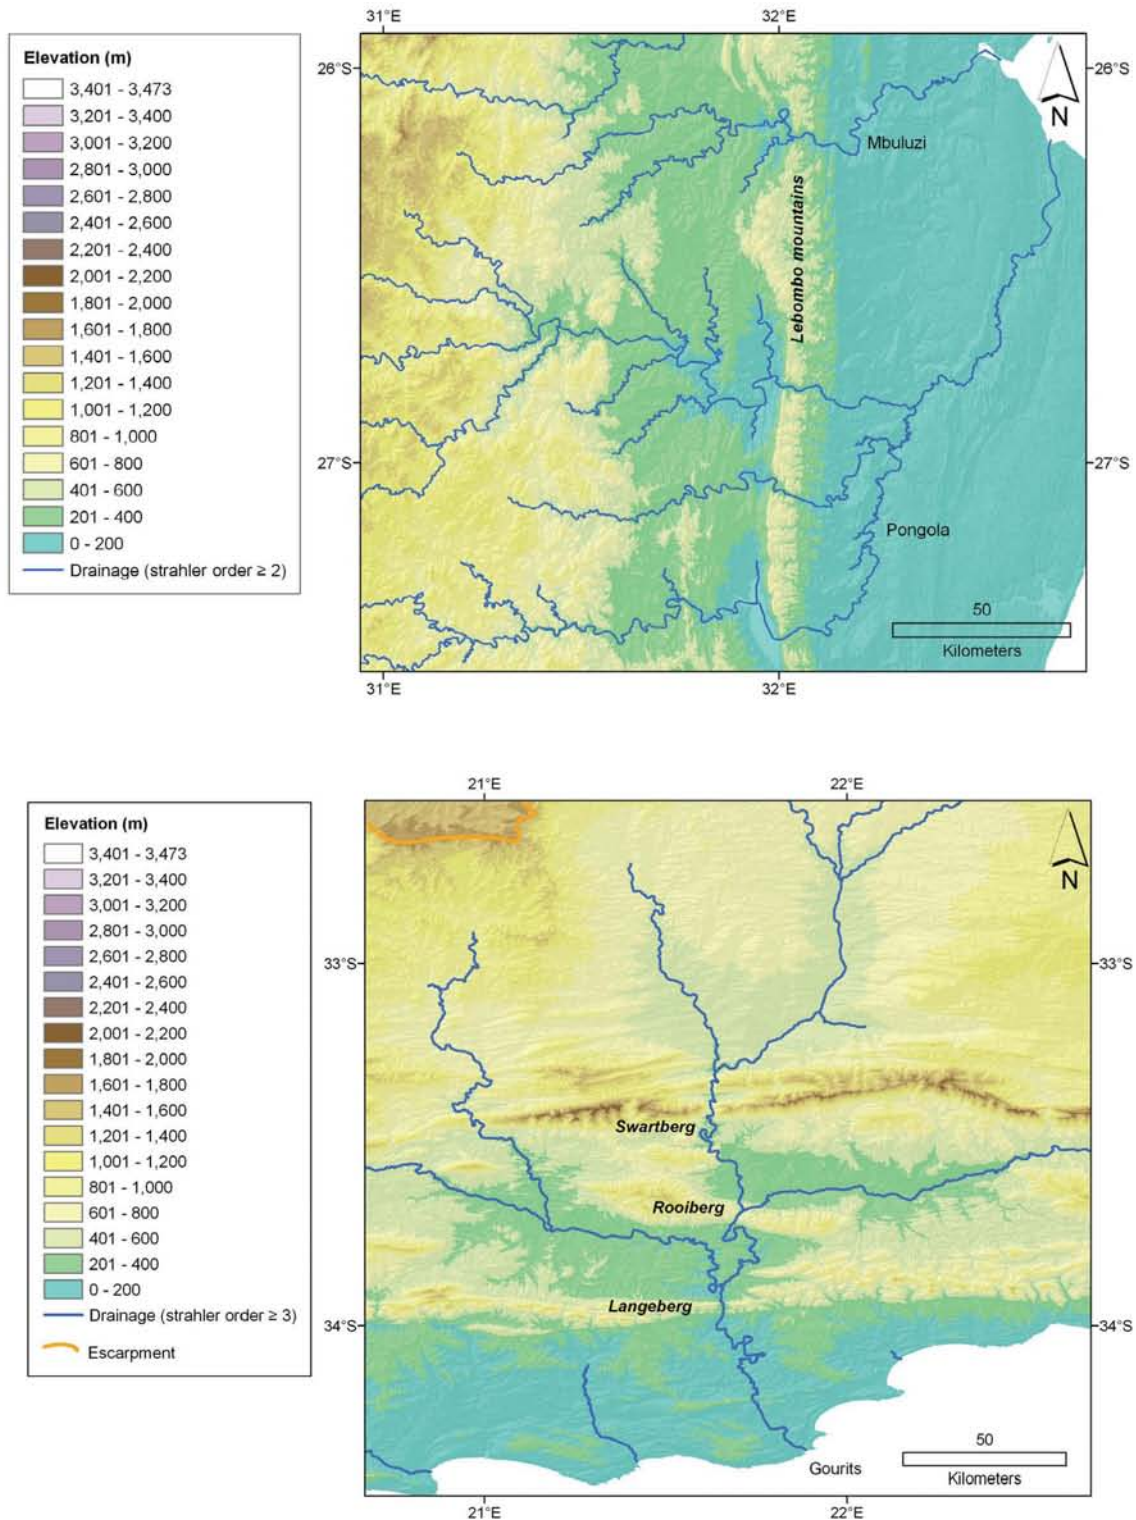 31°E
32°E
Elevation (m)
3,401 - 3,473
3,201 - 3,400
3,001 - 3,200
2,801 - 3,000
2,601 - 2,800
2,401 - 2,600
2,201 - 2,400
2,001 - 2,200
1,801 - 2,000
1,601 - 1,800
1,401 - 1,600
1,201 - 1,400
1,001 - 1,200
801 - 1,000
601 - 800
401 - 600
201 - 400
0 - 200
Drainage (strahler order ≥ 2)
26°S
26°S
N
Mbuluzi
Lebombo mountains
27°S
27°S
Pongola
50
Kilometers
31°E
32°E
21°E
22°E
Elevation (m)
3,401 - 3,473
3,201 - 3,400
3,001 - 3,200
2,801 - 3,000
2,601 - 2,800
2,401 - 2,600
2,201 - 2,400
2,001 - 2,200
1,801 - 2,000
1,601 - 1,800
1,401 - 1,600
1,201 - 1,400
1,001 - 1,200
801 - 1,000
601 - 800
401 - 600
201 - 400
0 - 200
Drainage (strahler order ≥ 3)
Escarpment
N
33°S
33°S
Swartberg
Rooiberg
Langeberg
34°S
34°S
Gourits
50
Kilometers
21°E
22°E